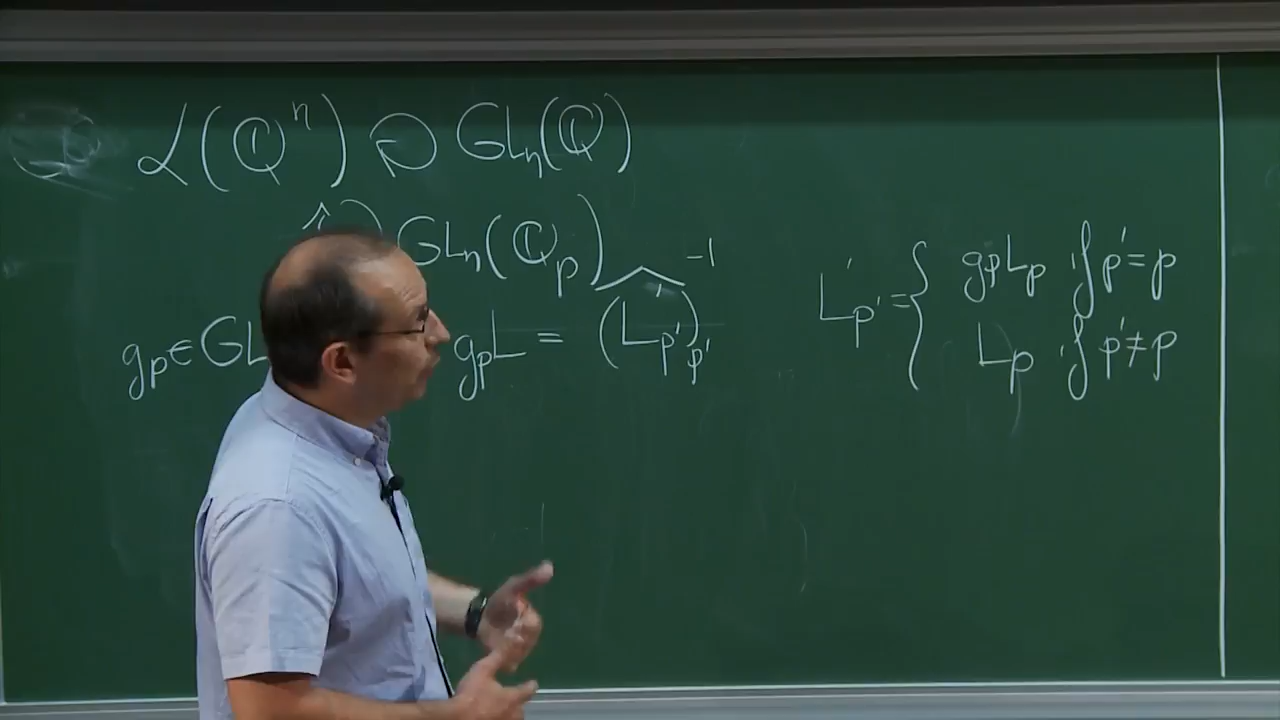 ℒ(ℚⁿ) ↻ GLₙ(ℚ)
GLₙ(ℚₚ)
gₚ ∈ GL gₚL = (L'ₚ')ₚ' ^ −1
L'ₚ' = { gₚLₚ if p' = p
Lₚ if p' ≠ p